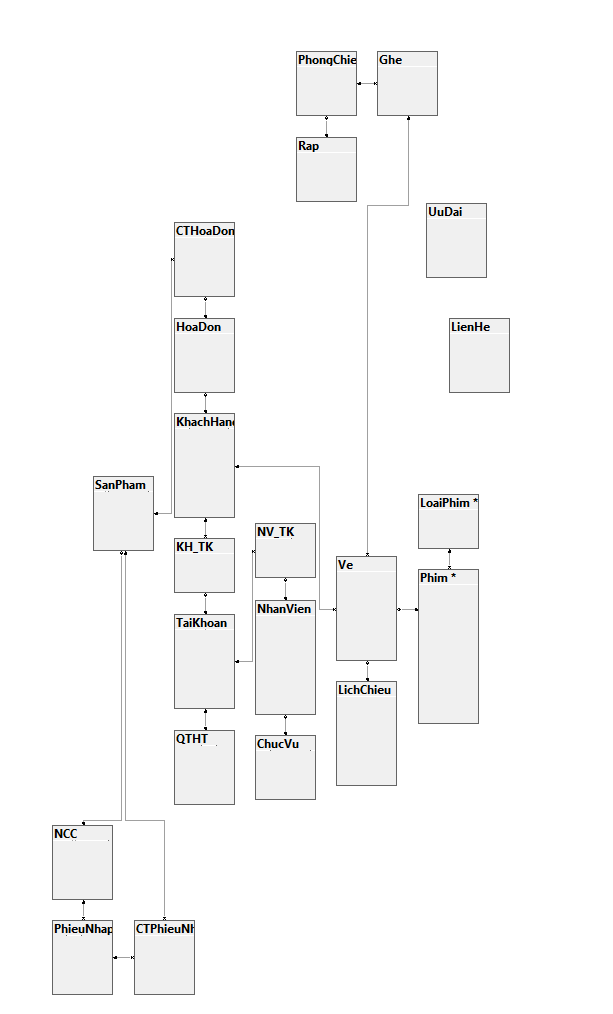 PhongChie
Ghe
Rap
UuDai
CTHoaDon
HoaDon
LienHe
KhachHang
SanPham
LoaiPhim *
NV_TK
KH_TK
Ve
Phim *
NhanVien
TaiKhoan
LichChieu
QTHT
ChucVu
NCC
PhieuNhap
CTPhieuNh